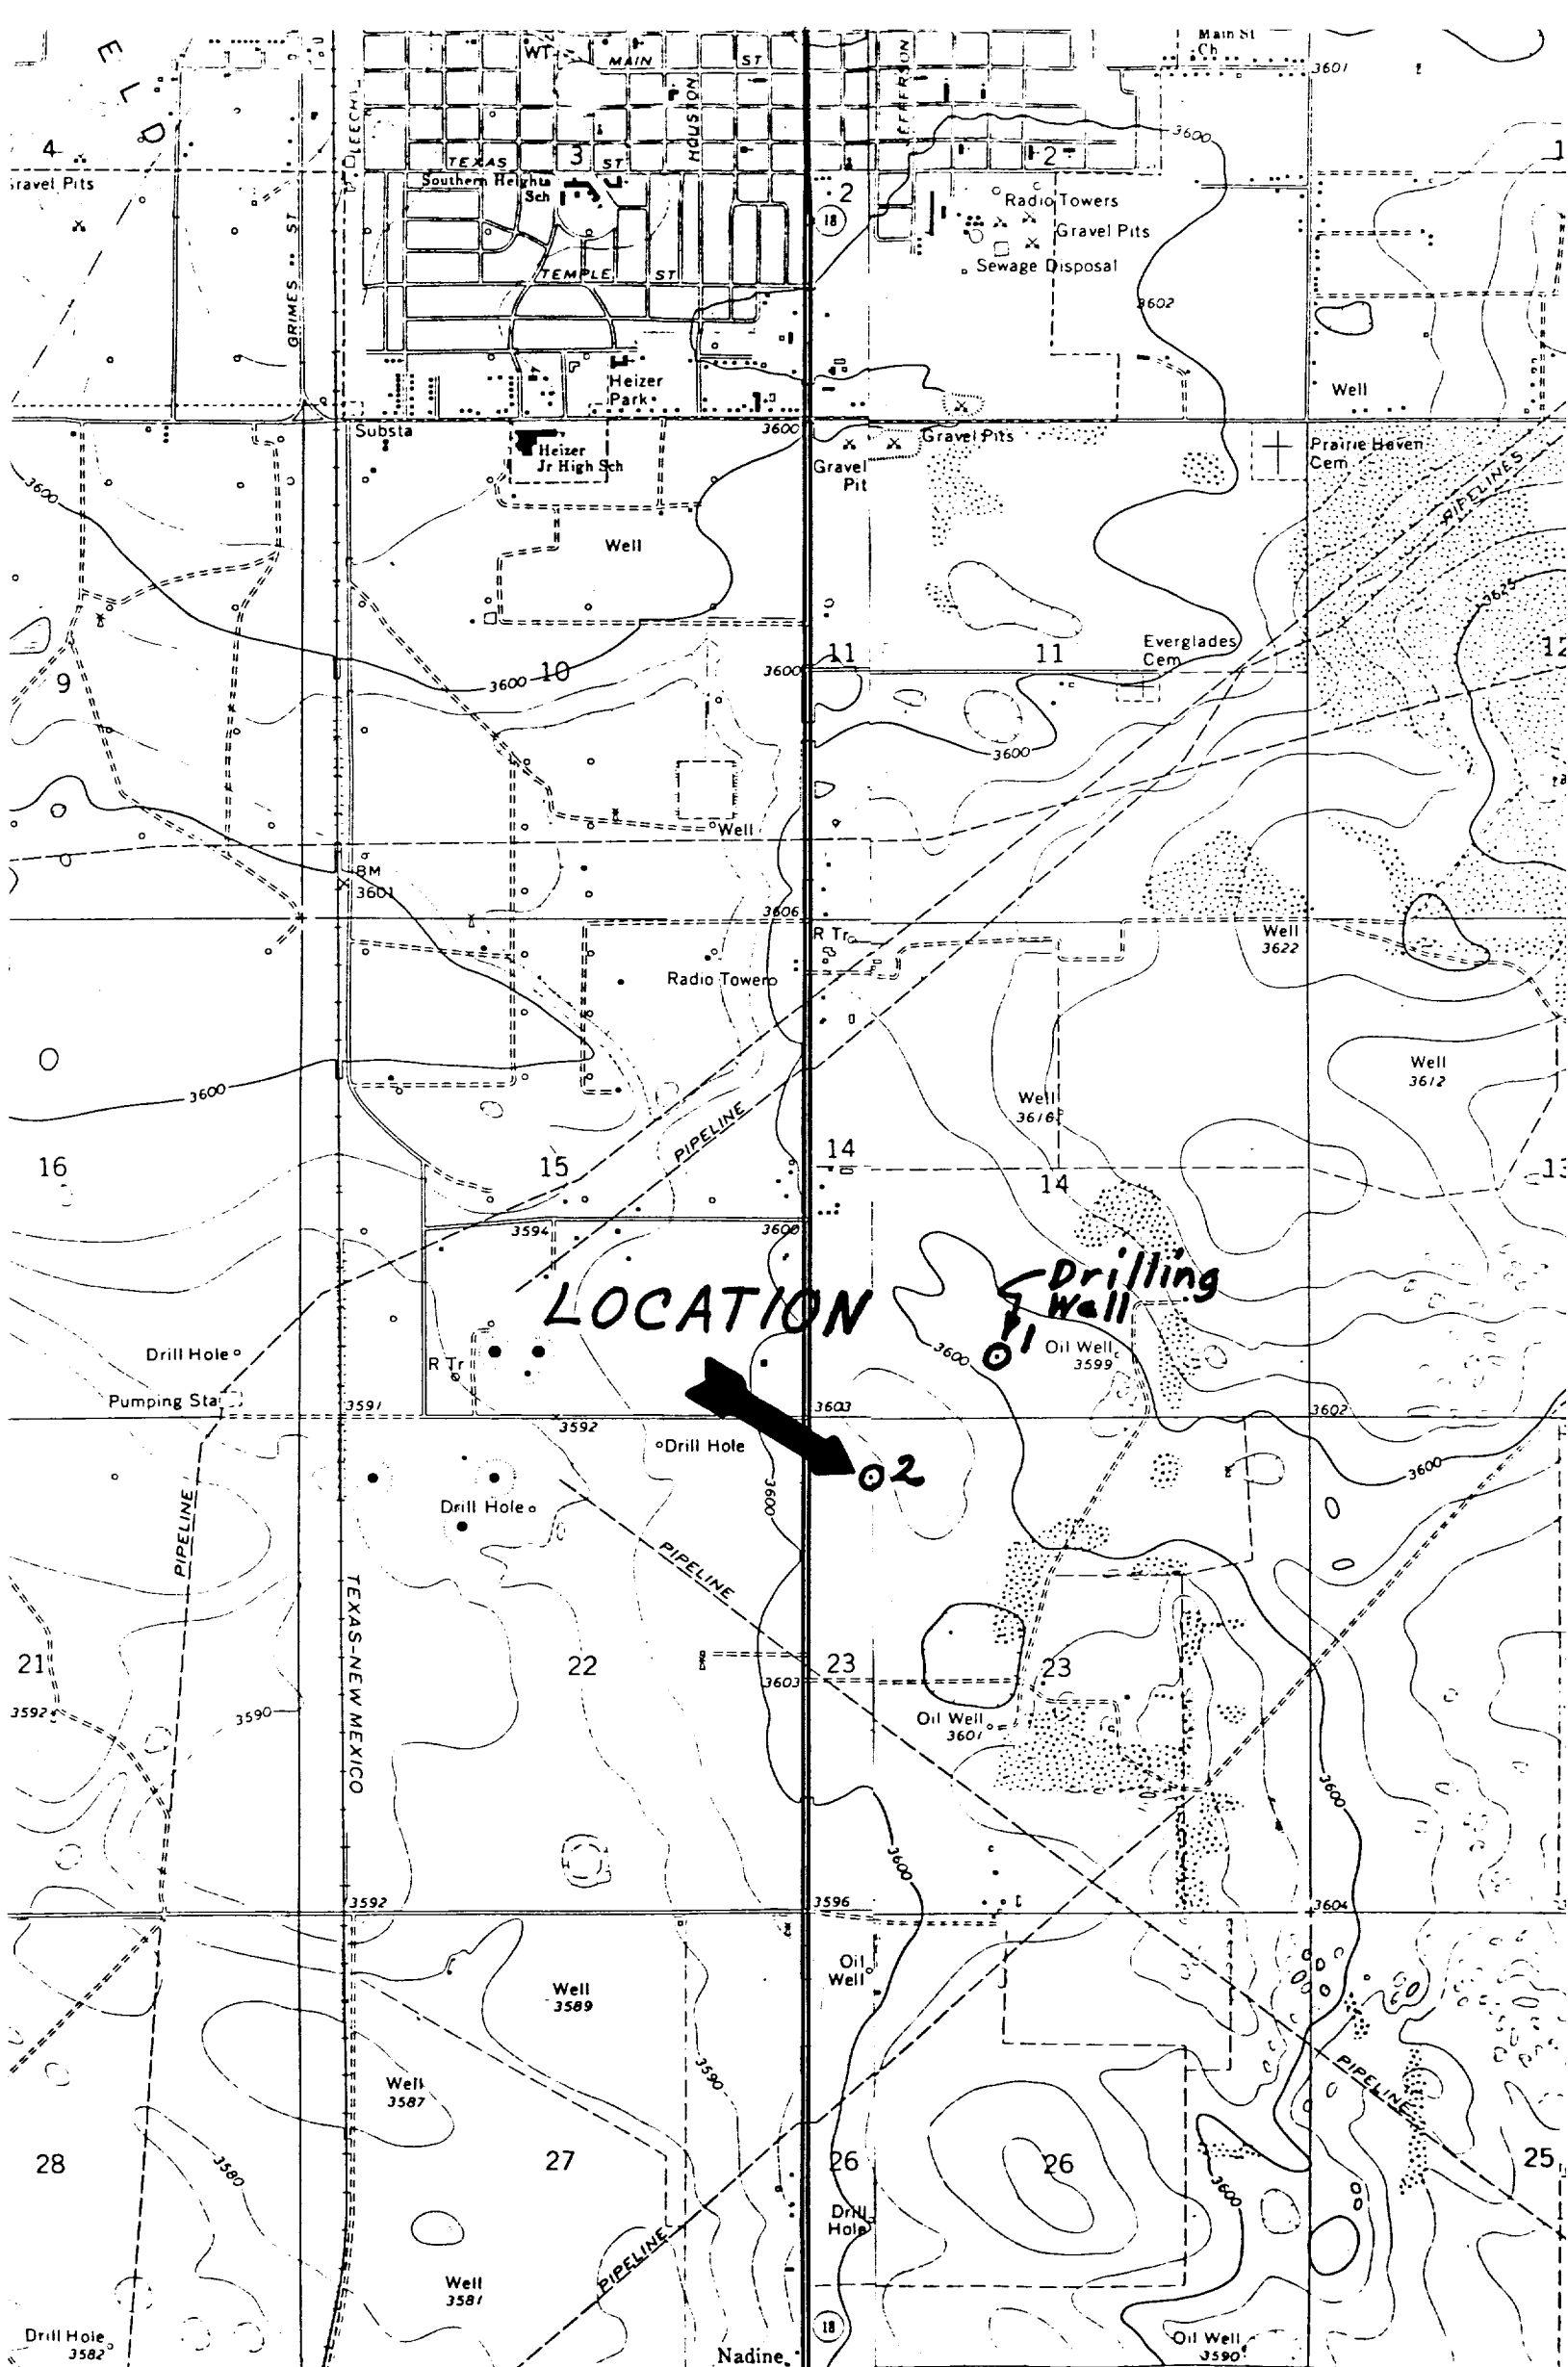 E
L
D
WT
MAIN ST
Main St
Ch
3601
LEECH
HOUSTON
3600
4
Gravel Pits
TEXAS ST
3
2
1
Southern Heights
Sch
2
18
Radio Towers
Gravel Pits
Sewage Disposal
GRIMES ST
TEMPLE ST
3602
Heizer
Park
Well
Substa
3600
Gravel Pits
Heizer
Jr High Sch
Gravel
Pit
Prairie Haven
Cem
PIPELINES
3600
Well
3625
Everglades
Cem
9
10
3600
3600
11
11
12
3600
Well
BM
3601
3606
R Tr
Well
3622
Radio Tower
3600
Well
3612
Well
3616
PIPELINE
16
15
14
14
13
3594
3600
LOCATION
Drilling
Well
1
3600
Oil Well
3599
Drill Hole
R Tr
Pumping Sta
3591
3592
3603
3602
Drill Hole
2
3600
3600
Drill Hole
PIPELINE
PIPELINE
TEXAS-NEW MEXICO
21
22
23
23
3603
3592
3590
Oil Well
3601
3600
3600
3592
3596
3604
Oil
Well
Well
3589
3590
PIPELINE
Well
3587
28
27
26
26
25
3580
3600
Drill
Hole
PIPELINE
Well
3581
18
Drill Hole
3582
Nadine
Oil Well
3590